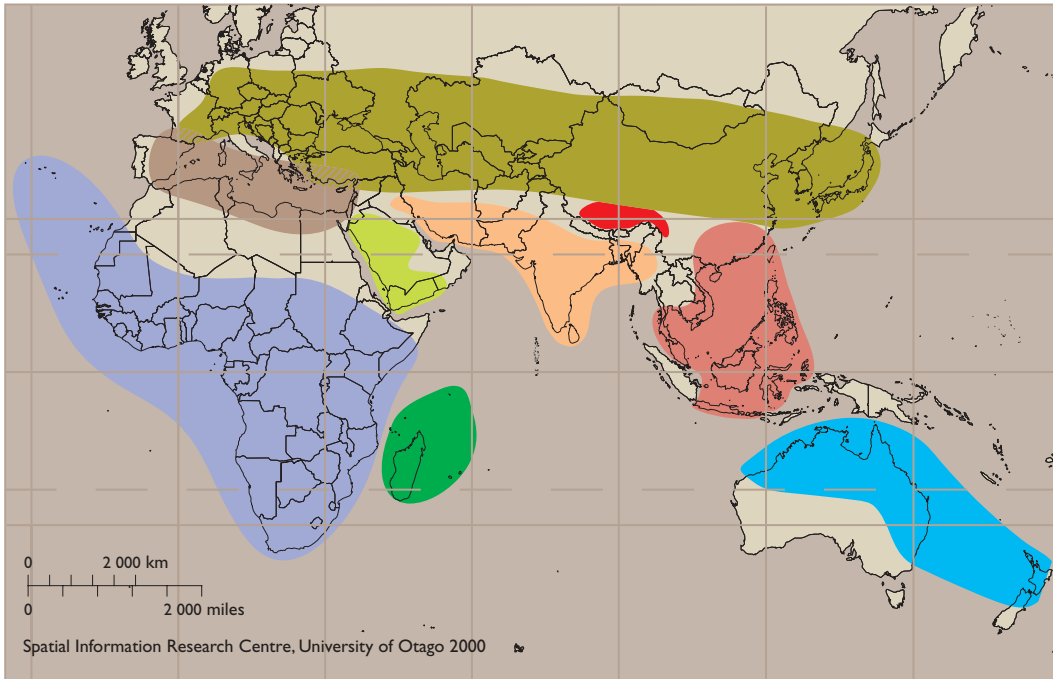 0 2 000 km
0 2 000 miles
Spatial Information Research Centre, University of Otago 2000